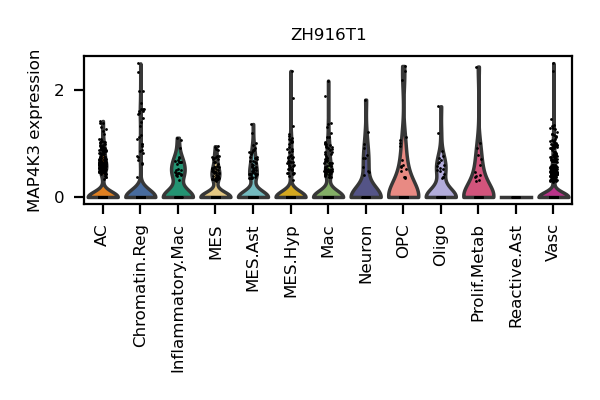 ZH916T1
MAP4K3 expression
2
0
AC
Chromatin.Reg
Inflammatory.Mac
MES
MES.Ast
MES.Hyp
Mac
Neuron
OPC
Oligo
Prolif.Metab
Reactive.Ast
Vasc